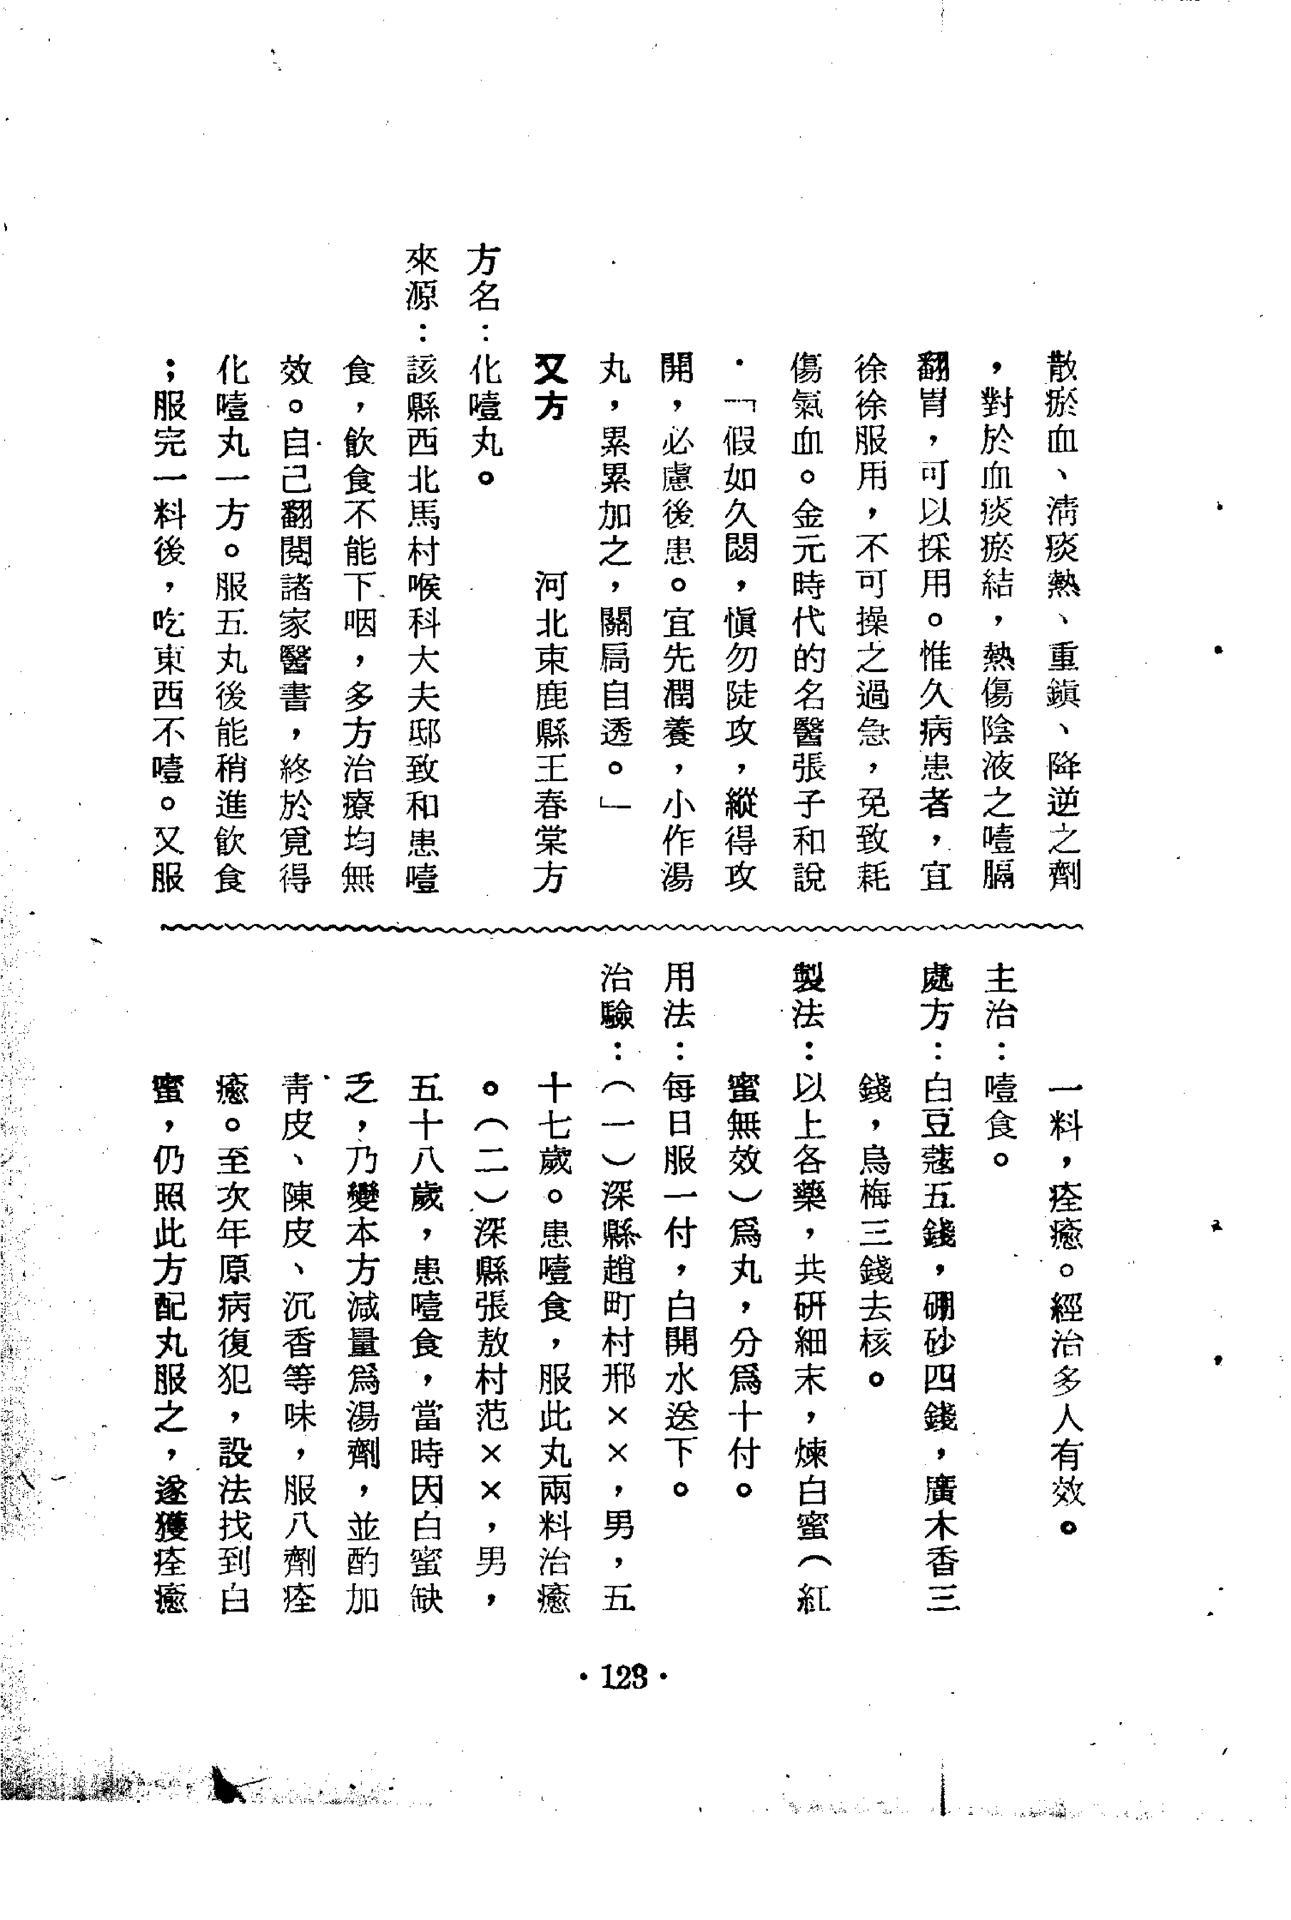 散瘀血、淸痰熱、重鎭、降逆之劑
，對於血痰瘀結，熱傷陰液之噎膈
翻胃，可以採用。惟久病患者，宜
徐徐服用，不可操之過急，免致耗
傷氣血。金元時代的名醫張子和說
．「假如久閟，愼勿陡攻，縱得攻
開，必慮後患。宜先潤養，小作湯
丸，累累加之，關扃自透。」
又方　河北束鹿縣王春棠方
方名：化噎丸。
來源：該縣西北馬村喉科大夫邸致和患噎
食，飮食不能下咽，多方治療均無
效。自己翻閱諸家醫書，終於覓得
化噎丸一方。服五丸後能稍進飮食
；服完一料後，吃東西不噎。又服
一料，痊癒。經治多人有效。
主治：噎食。
處方：白豆蔻五錢，硼砂四錢，廣木香三
錢，烏梅三錢去核。
製法：以上各藥，共研細末，煉白蜜（紅
蜜無效）爲丸，分爲十付。
用法：每日服一付，白開水送下。
治驗：（一）深縣趙町村邢××，男，五
十七歲。患噎食，服此丸兩料治癒
。（二）深縣張敖村范××，男，
五十八歲，患噎食，當時因白蜜缺
乏，乃變本方減量爲湯劑，並酌加
靑皮、陳皮、沉香等味，服八劑痊
癒。至次年原病復犯，設法找到白
蜜，仍照此方配丸服之，遂獲痊癒
·123·